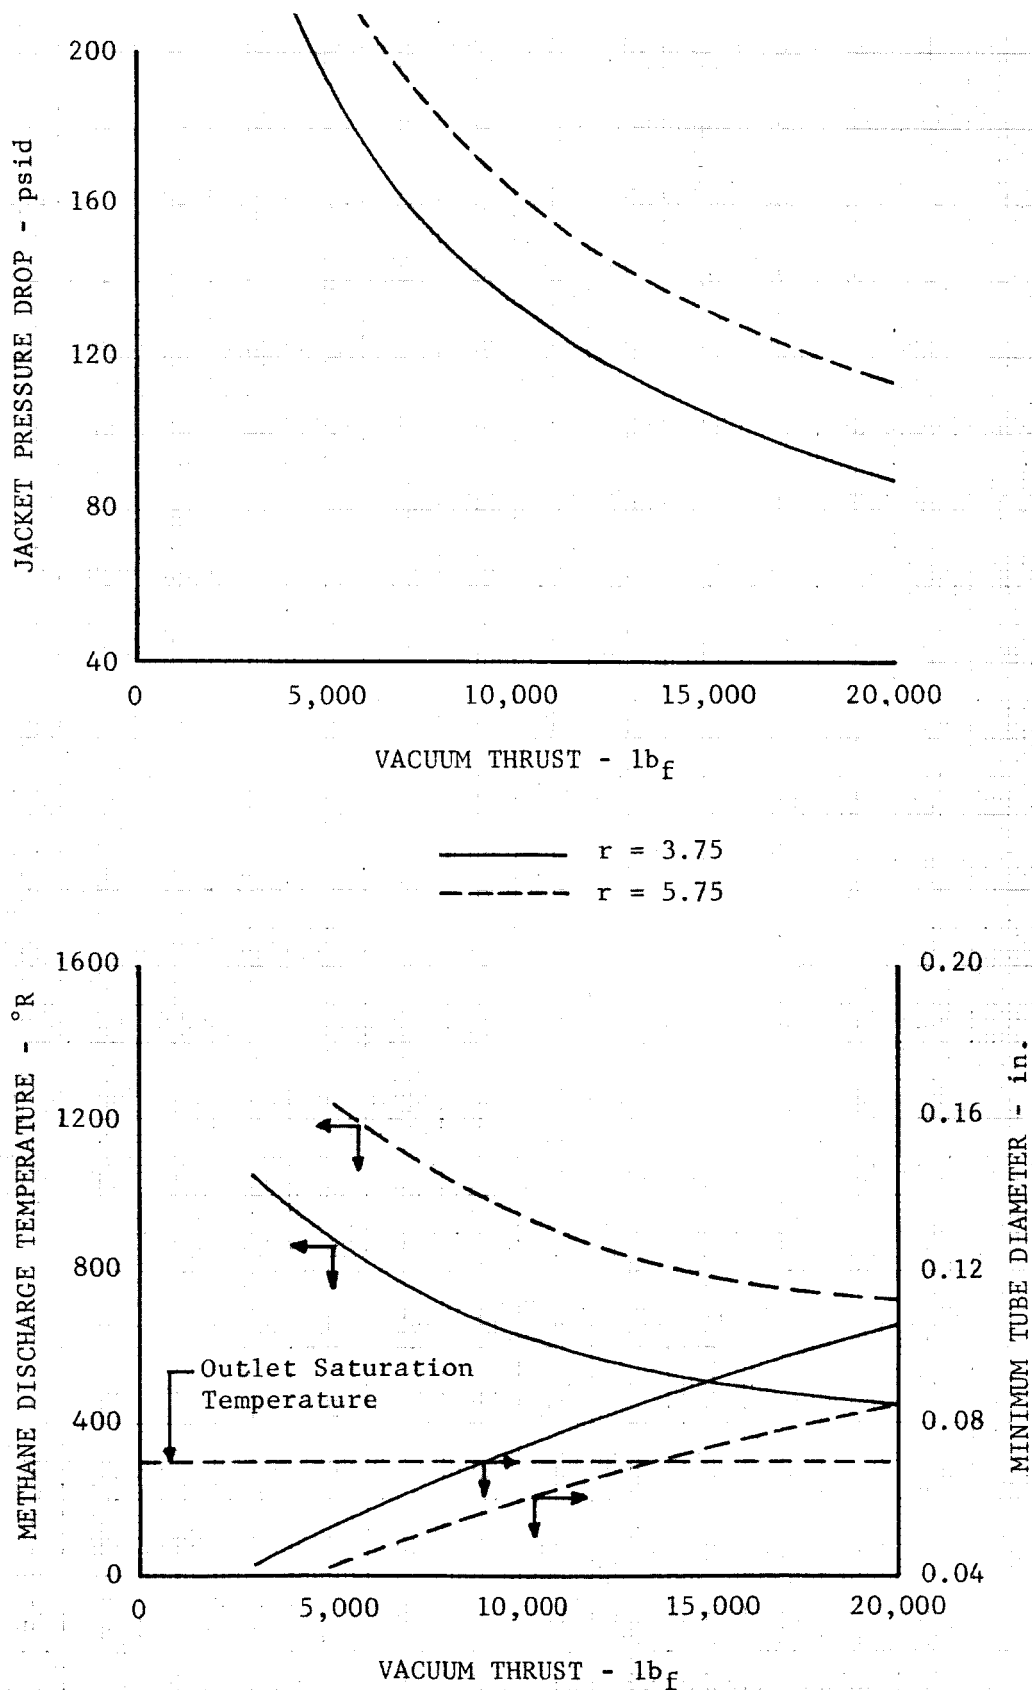 200
160
120
80
40
JACKET PRESSURE DROP - psid
0 5,000 10,000 15,000 20,000
VACUUM THRUST - lbf
r = 3.75
r = 5.75
1600
1200
800
400
0
METHANE DISCHARGE TEMPERATURE - °R
Outlet Saturation
Temperature
0.20
0.16
0.12
0.08
0.04
MINIMUM TUBE DIAMETER - in.
0 5,000 10,000 15,000 20,000
VACUUM THRUST - lbf